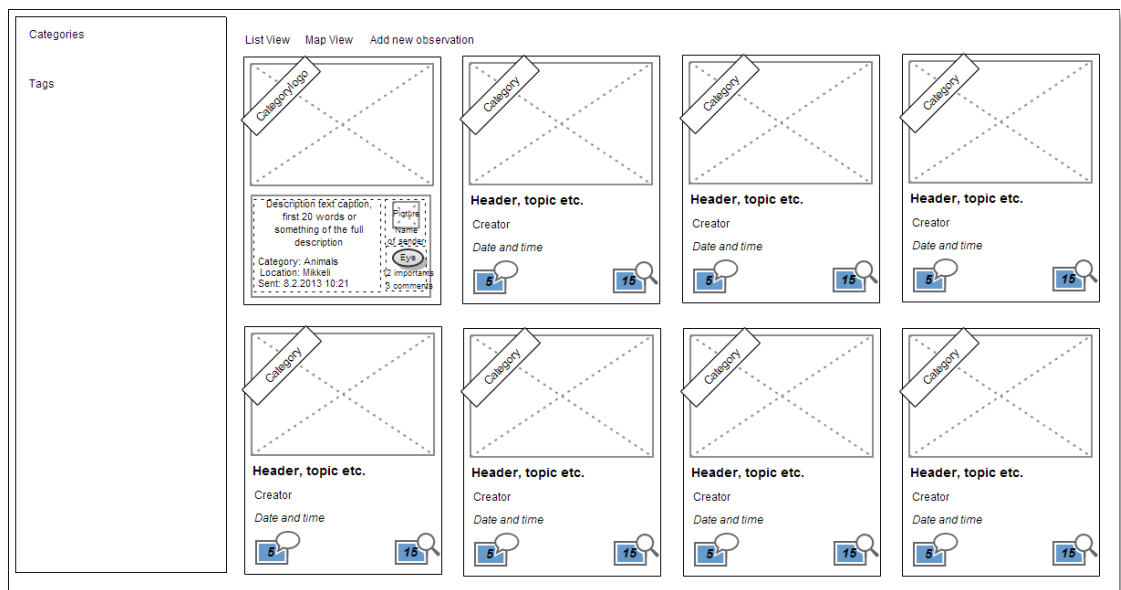 Categories
Tags
List View Map View Add new observation
Category/logo
Description text caption,
first 20 words or
something of the full
description
Category: Animals
Location: Mikkeli
Sent: 8.2.2013 10:21
Picture
Name
of sender
Eye
12 importants
3 comments
Category
Header, topic etc.
Creator
Date and time
5
15
Category
Header, topic etc.
Creator
Date and time
5
15
Category
Header, topic etc.
Creator
Date and time
5
15
Category
Header, topic etc.
Creator
Date and time
5
15
Category
Header, topic etc.
Creator
Date and time
5
15
Category
Header, topic etc.
Creator
Date and time
5
15
Category
Header, topic etc.
Creator
Date and time
5
15